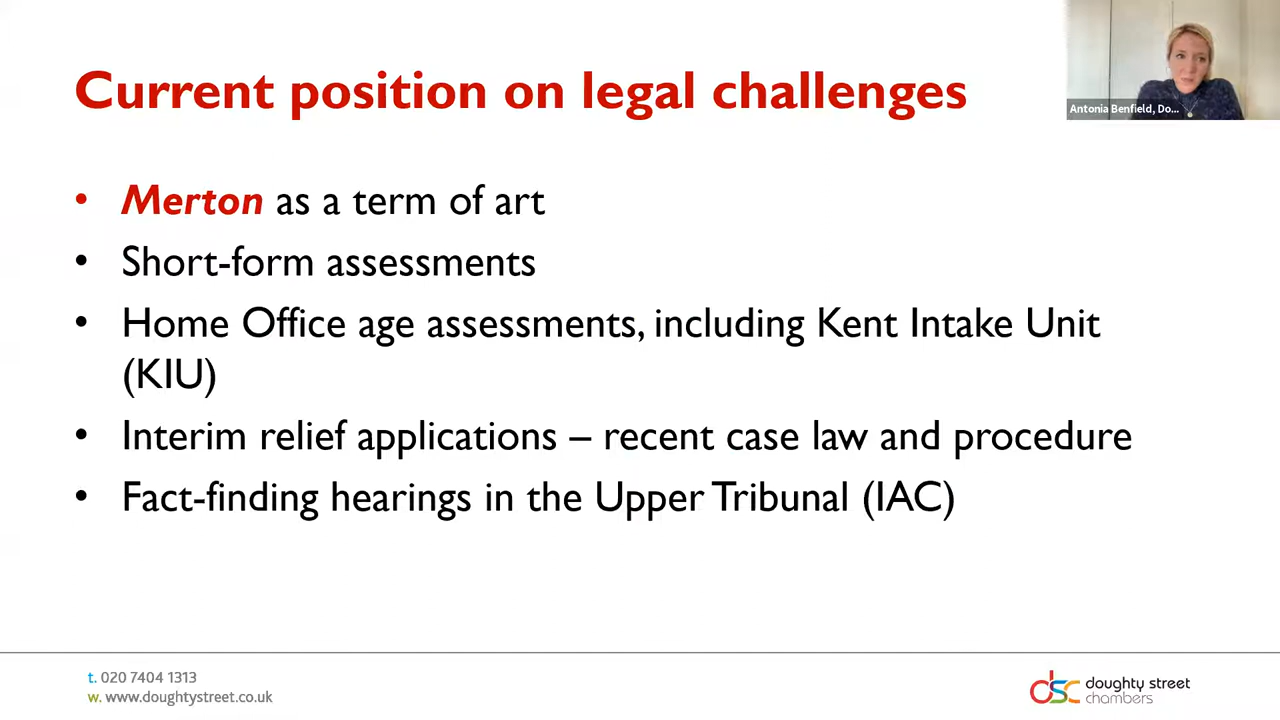 Current position on legal challenges
Antonia Benfield, Do...
• Merton as a term of art
• Short-form assessments
• Home Office age assessments, including Kent Intake Unit
(KIU)
• Interim relief applications – recent case law and procedure
• Fact-finding hearings in the Upper Tribunal (IAC)
t. 020 7404 1313
w. www.doughtystreet.co.uk
dsc doughty street
chambers